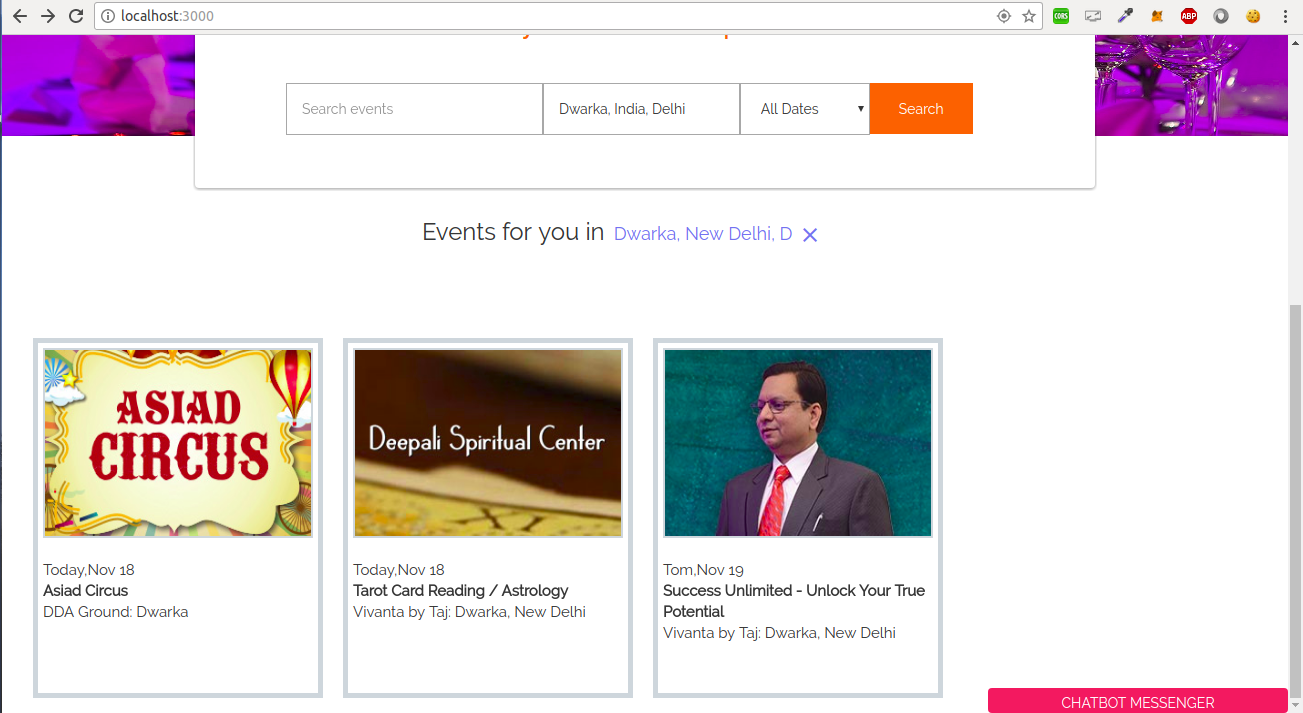 localhost:3000
CORS
ABP
Search events
Dwarka, India, Delhi
All Dates
Search
Events for you in Dwarka, New Delhi, D
ASIAD
CIRCUS
Today,Nov 18
Asiad Circus
DDA Ground: Dwarka
Deepali Spiritual Center
XI
Today,Nov 18
Tarot Card Reading / Astrology
Vivanta by Taj: Dwarka, New Delhi
Tom,Nov 19
Success Unlimited - Unlock Your True
Potential
Vivanta by Taj: Dwarka, New Delhi
CHATBOT MESSENGER